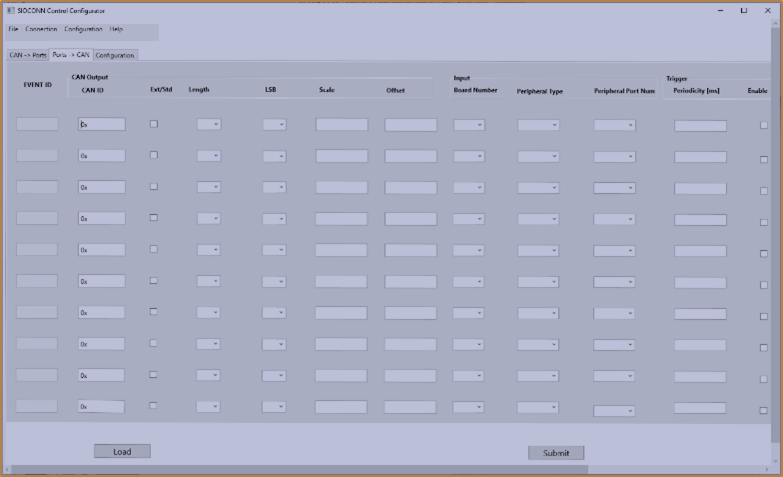 SIOCONN Control Configurator
File Connection Configuration Help
CAN -> Ports Ports -> CAN Configuration
CAN Output Input Trigger
EVENT ID CAN ID Ext/Std Length LSB Scale Offset Board Number Peripheral Type Peripheral Port Num Periodicity [ms] Enable
0x
0x
0x
0x
0x
0x
0x
0x
0x
0x
Load Submit